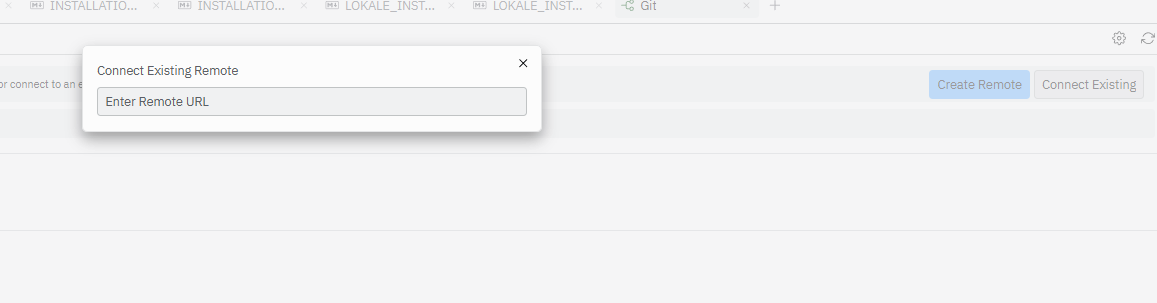 INSTALLATIO... INSTALLATIO... LOKALE_INST... LOKALE_INST... Git
Connect Existing Remote
or connect to an e
Create Remote Connect Existing
Enter Remote URL